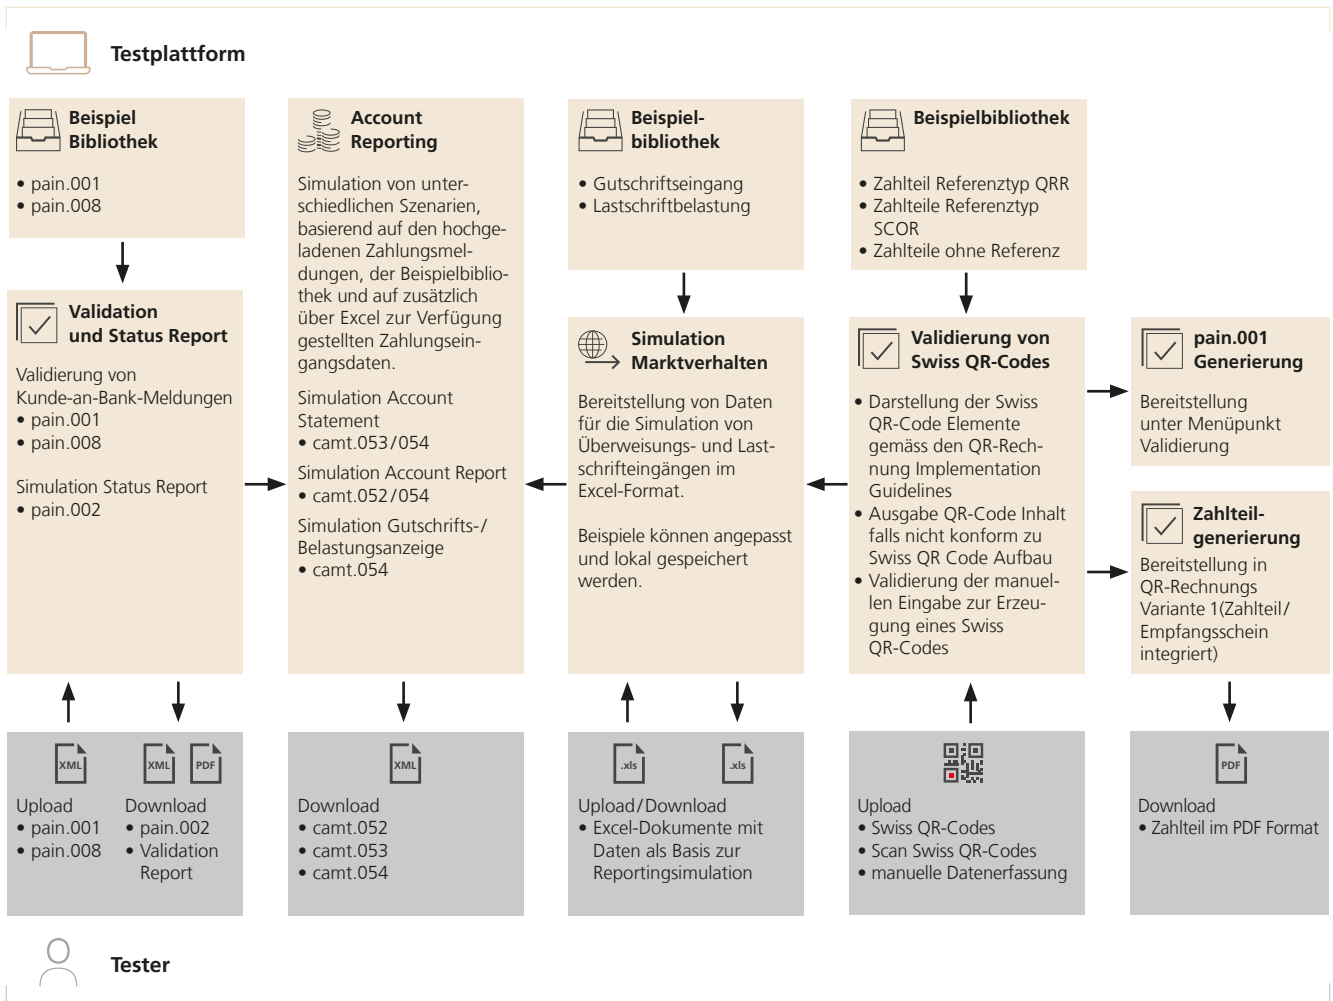 Testplattform
Beispiel
Bibliothek
• pain.001
• pain.008
Validation
und Status Report
Validierung von
Kunde-an-Bank-Meldungen
• pain.001
• pain.008
Simulation Status Report
• pain.002
Account
Reporting
Simulation von unter-
schiedlichen Szenarien,
basierend auf den hochge-
ladenen Zahlungsmel-
dungen, der Beispielbiblio-
thek und auf zusätzlich
über Excel zur Verfügung
gestellten Zahlungsein-
gangsdaten.
Simulation Account
Statement
• camt.053/054
Simulation Account Report
• camt.052/054
Simulation Gutschrifts-/
Belastungsanzeige
• camt.054
Beispiel-
bibliothek
• Gutschriftseingang
• Lastschriftbelastung
Simulation
Marktverhalten
Bereitstellung von Daten
für die Simulation von
Überweisungs- und Last-
schrifteingängen im
Excel-Format.
Beispiele können angepasst
und lokal gespeichert
werden.
Beispielbibliothek
• Zahlteil Referenztyp QRR
• Zahlteile Referenztyp
SCOR
• Zahlteile ohne Referenz
Validierung von
Swiss QR-Codes
• Darstellung der Swiss
QR-Code Elemente
gemäss den QR-Rech-
nung Implementation
Guidelines
• Ausgabe QR-Code Inhalt
falls nicht konform zu
Swiss QR Code Aufbau
• Validierung der manuel-
len Eingabe zur Erzeu-
gung eines Swiss
QR-Codes
pain.001
Generierung
Bereitstellung
unter Menüpunkt
Validierung
Zahlteil-
generierung
Bereitstellung in
QR-Rechnungs
Variante 1(Zahlteil/
Empfangsschein
integriert)
XML
Upload
• pain.001
• pain.008
XML PDF
Download
• pain.002
• Validation
Report
XML
Download
• camt.052
• camt.053
• camt.054
.xls .xls
Upload/Download
• Excel-Dokumente mit
Daten als Basis zur
Reportingsimulation
Upload
• Swiss QR-Codes
• Scan Swiss QR-Codes
• manuelle Datenerfassung
PDF
Download
• Zahlteil im PDF Format
Tester